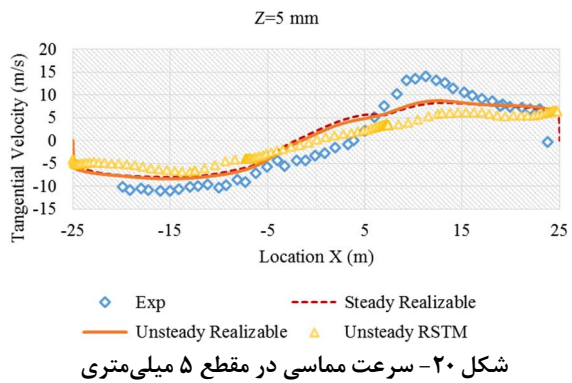 Z=5 mm
Tangential Velocity (m/s)
20
15
10
5
0
-5
-10
-15
-25
-15
-5
5
15
25
Location X (m)
Exp
Steady Realizable
Unsteady Realizable
Unsteady RSTM
شکل ۲۰- سرعت مماسی در مقطع ۵ میلی‌متری